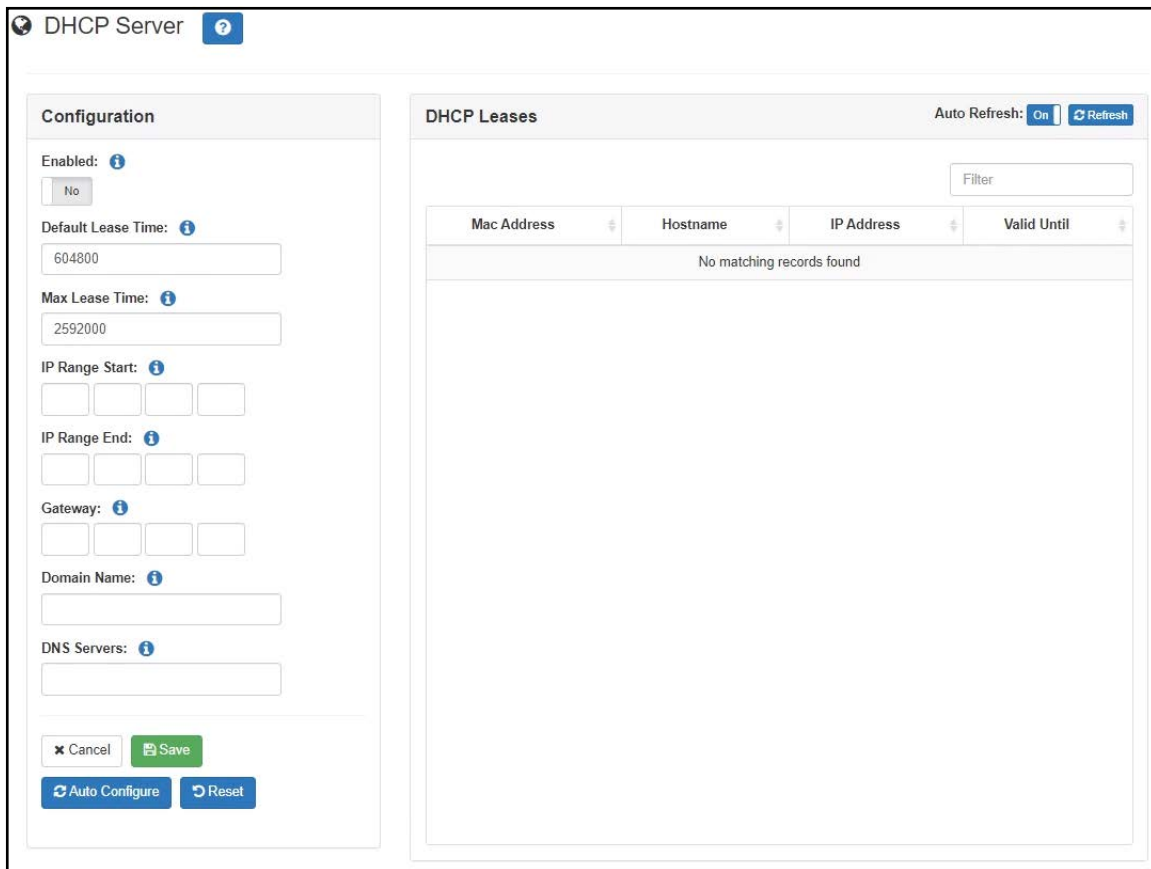 DHCP Server
Configuration
Enabled:
No
Default Lease Time:
604800
Max Lease Time:
2592000
IP Range Start:
IP Range End:
Gateway:
Domain Name:
DNS Servers:
Cancel Save
Auto Configure Reset
DHCP Leases Auto Refresh: On Refresh
Filter
Mac Address Hostname IP Address Valid Until
No matching records found